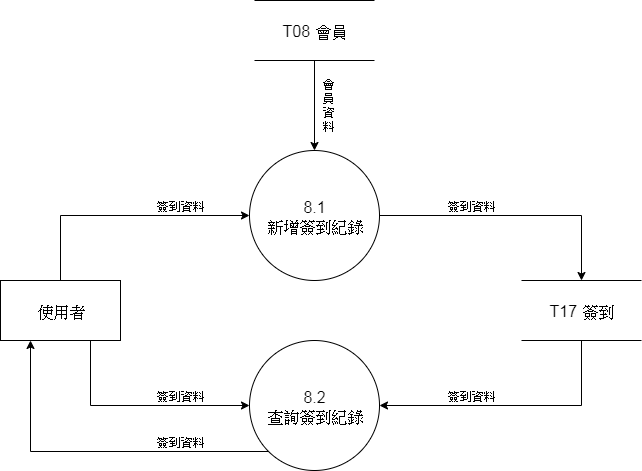 T08 會員
會員資料
8.1
新增簽到紀錄
簽到資料
簽到資料
使用者
T17 簽到
8.2
查詢簽到紀錄
簽到資料
簽到資料
簽到資料